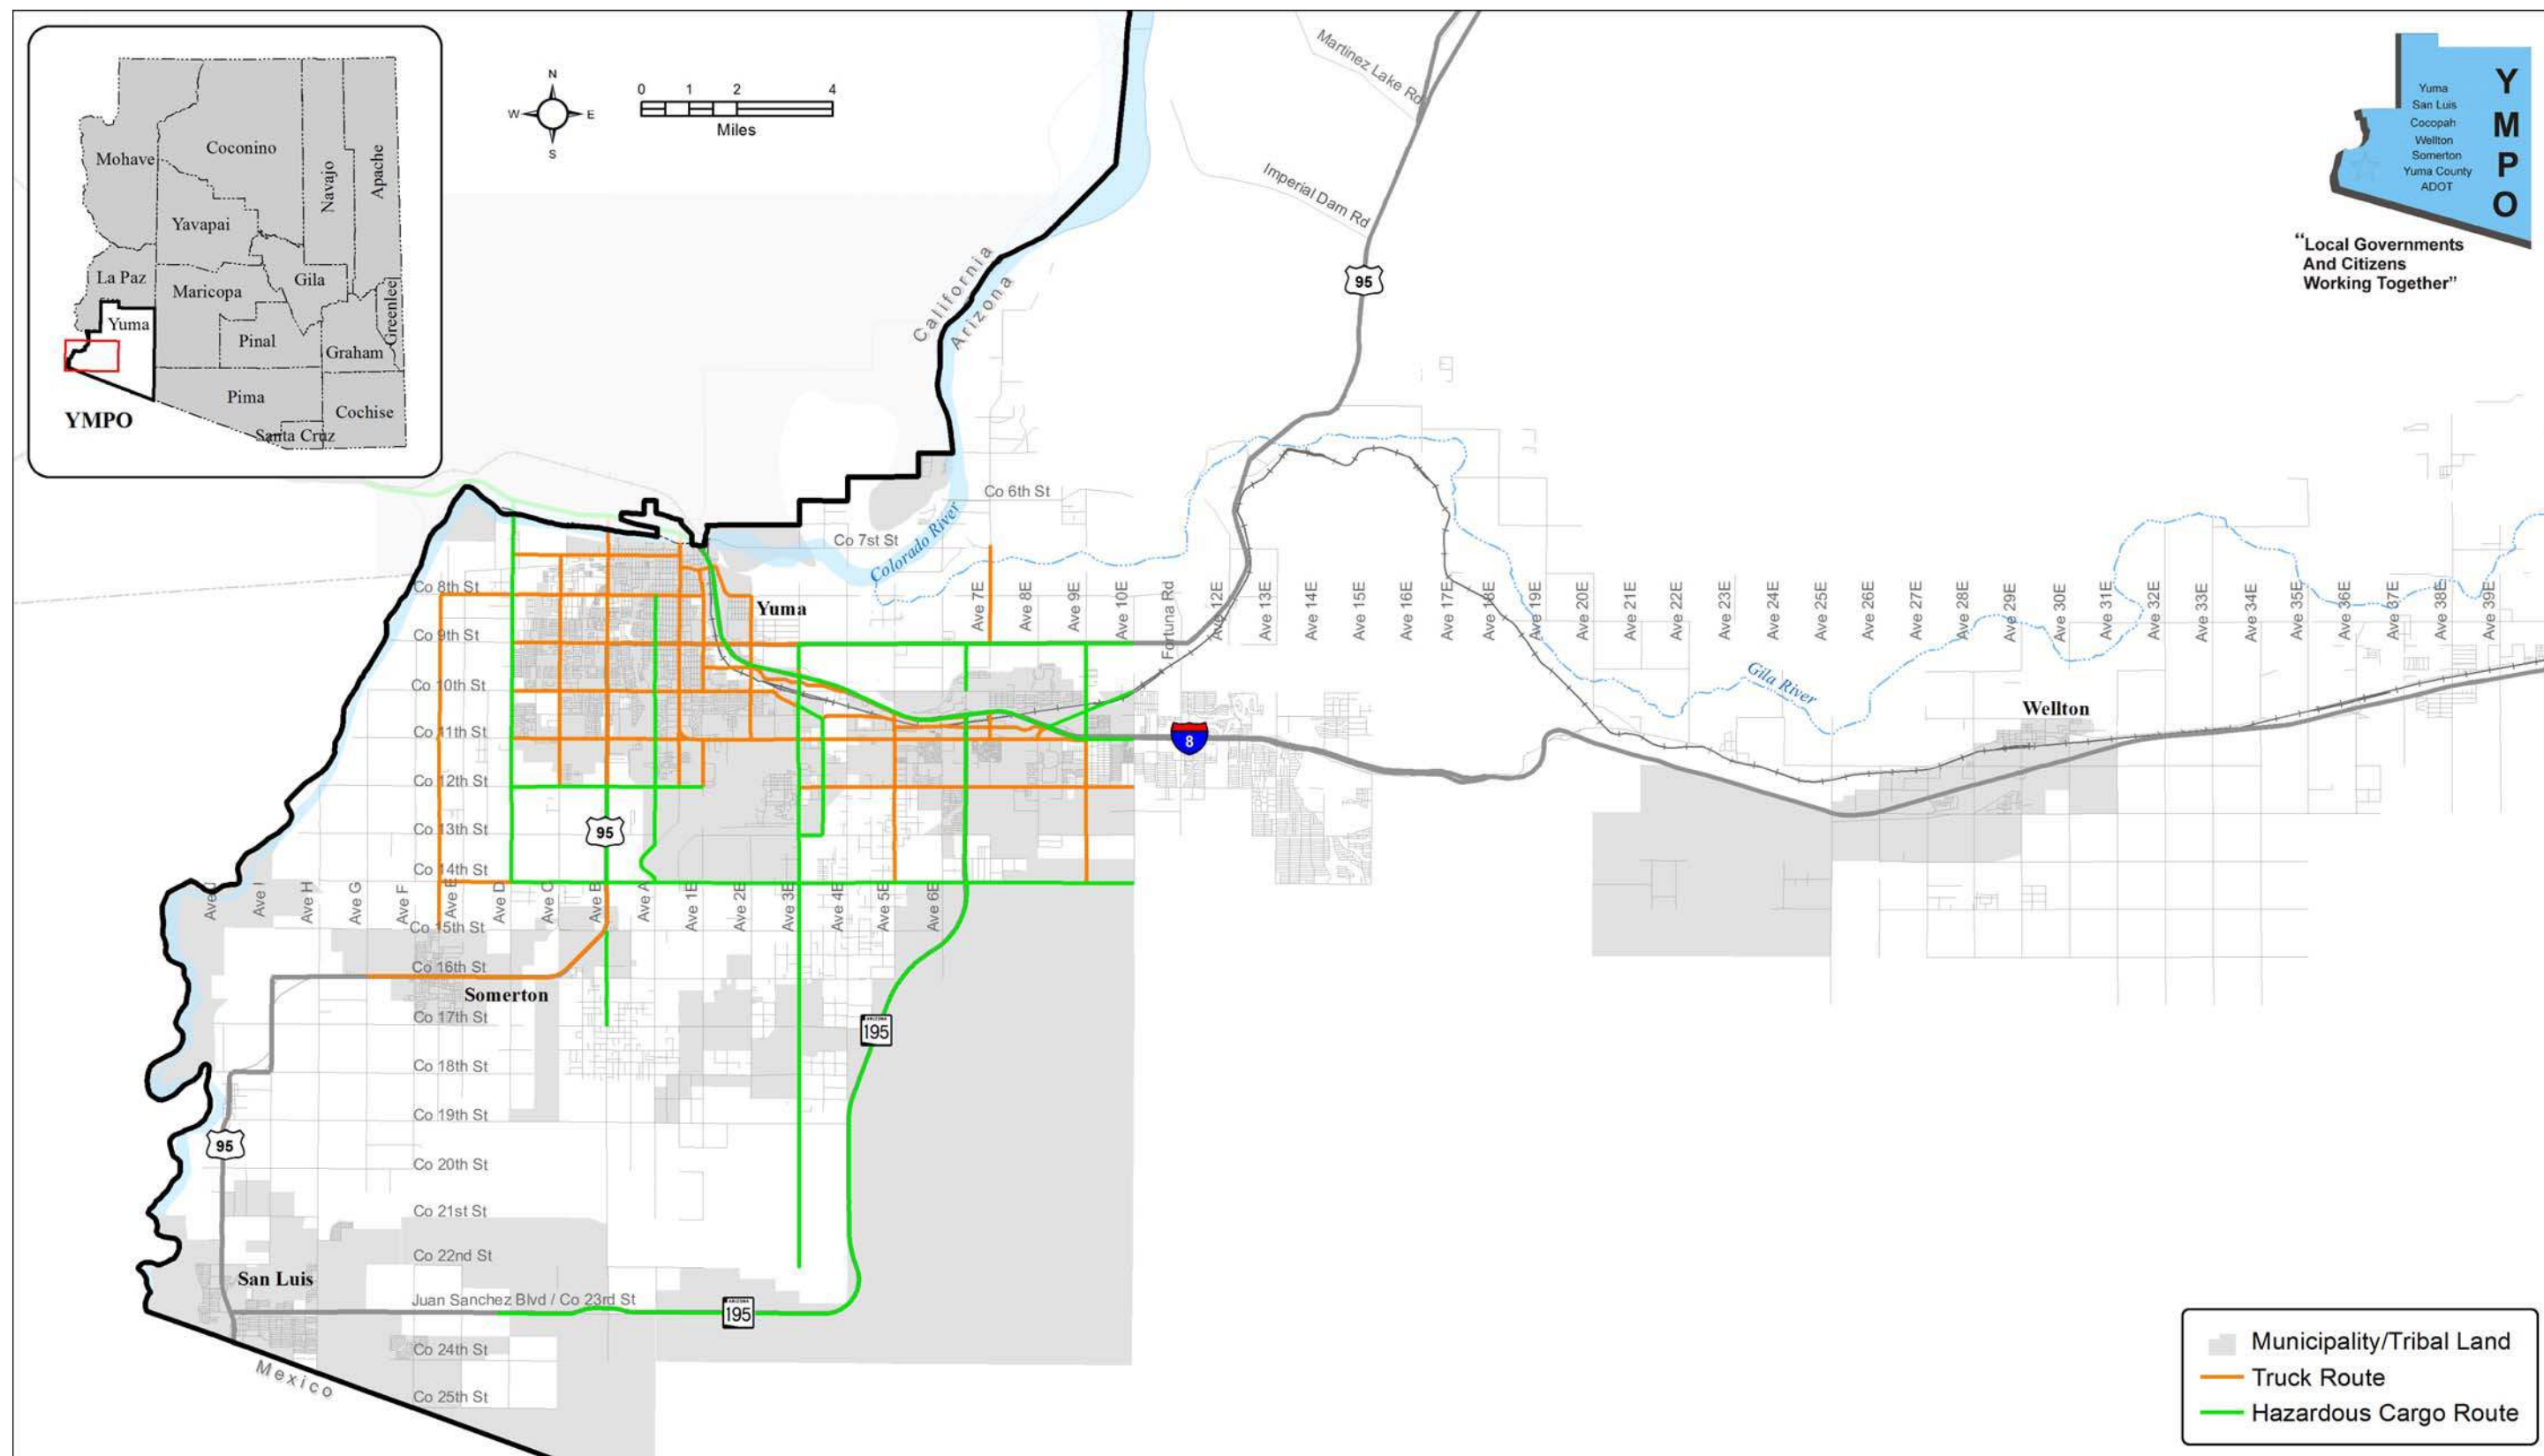 Mohave
Coconino
Navajo
Apache
Yavapai
La Paz
Maricopa
Gila
Greenlee
Yuma
Pinal
Graham
Pima
Cochise
Santa Cruz
YMPO
N
W
E
S
0 1 2 4
Miles
Martinez Lake Rd
Imperial Dam Rd
95
California
Arizona
Yuma
San Luis
Cocopah
Wellton
Somerton
Yuma County
ADOT
Y
M
P
O
“Local Governments
And Citizens
Working Together”
Co 6th St
Co 7st St
Colorado River
Co 8th St
Yuma
Co 9th St
Co 10th St
Co 11th St
Co 12th St
Co 13th St
Co 14th St
Co 15th St
Co 16th St
Somerton
Co 17th St
Co 18th St
Co 19th St
Co 20th St
Co 21st St
Co 22nd St
San Luis
Juan Sanchez Blvd / Co 23rd St
Co 24th St
Co 25th St
Mexico
Ave 7E
Ave 8E
Ave 9E
Ave 10E
Fortuna Rd
Ave 12E
Ave 13E
Ave 14E
Ave 15E
Ave 16E
Ave 17E
Ave 18E
Ave 19E
Ave 20E
Ave 21E
Ave 22E
Ave 23E
Ave 24E
Ave 25E
Ave 26E
Ave 27E
Ave 28E
Ave 29E
Ave 30E
Ave 31E
Ave 32E
Ave 33E
Ave 34E
Ave 35E
Ave 36E
Ave 37E
Ave 38E
Ave 39E
Gila River
Wellton
8
95
Ave J
Ave I
Ave H
Ave G
Ave F
Ave E
Ave D
Ave C
Ave B
Ave A
Ave 1E
Ave 2E
Ave 3E
Ave 4E
Ave 5E
Ave 6E
ARIZONA
195
95
ARIZONA
195
Municipality/Tribal Land
Truck Route
Hazardous Cargo Route